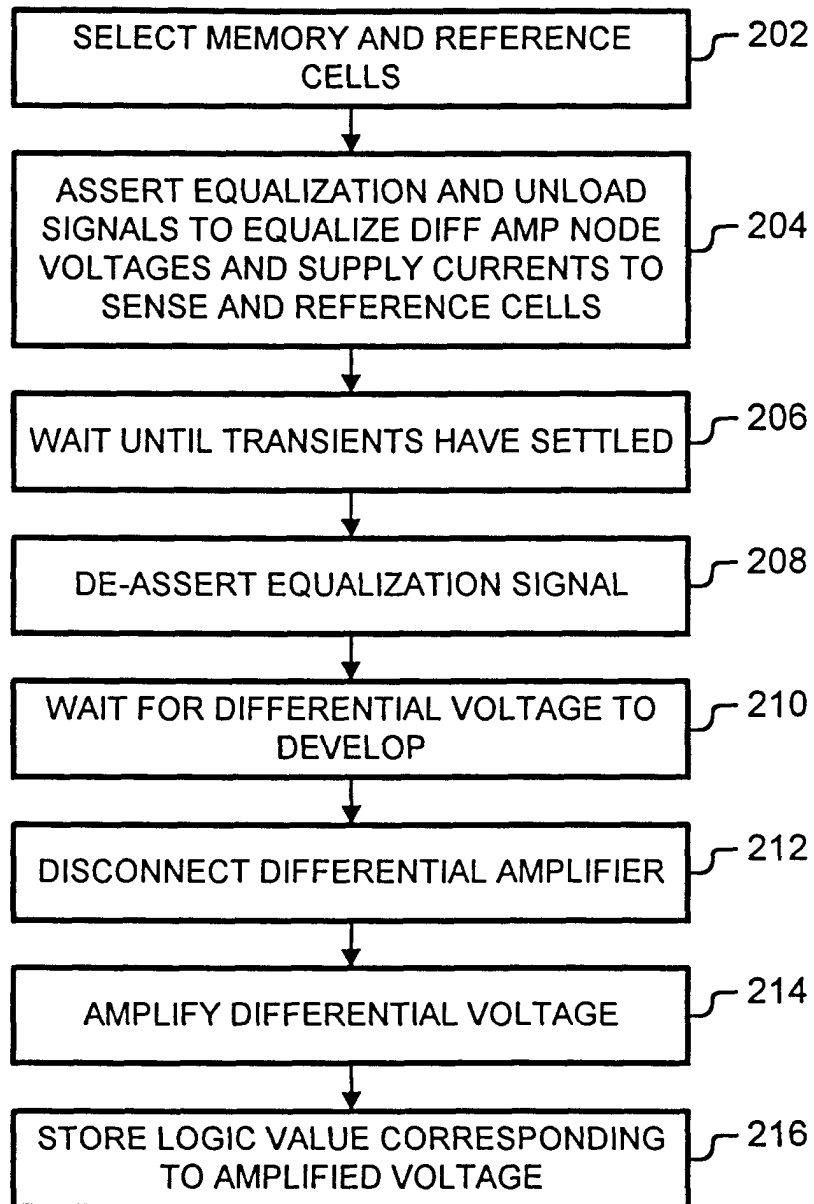 SELECT MEMORY AND REFERENCE
CELLS
202
ASSERT EQUALIZATION AND UNLOAD
SIGNALS TO EQUALIZE DIFF AMP NODE
VOLTAGES AND SUPPLY CURRENTS TO
SENSE AND REFERENCE CELLS
204
WAIT UNTIL TRANSIENTS HAVE SETTLED
206
DE-ASSERT EQUALIZATION SIGNAL
208
WAIT FOR DIFFERENTIAL VOLTAGE TO
DEVELOP
210
DISCONNECT DIFFERENTIAL AMPLIFIER
212
AMPLIFY DIFFERENTIAL VOLTAGE
214
STORE LOGIC VALUE CORRESPONDING
TO AMPLIFIED VOLTAGE
216